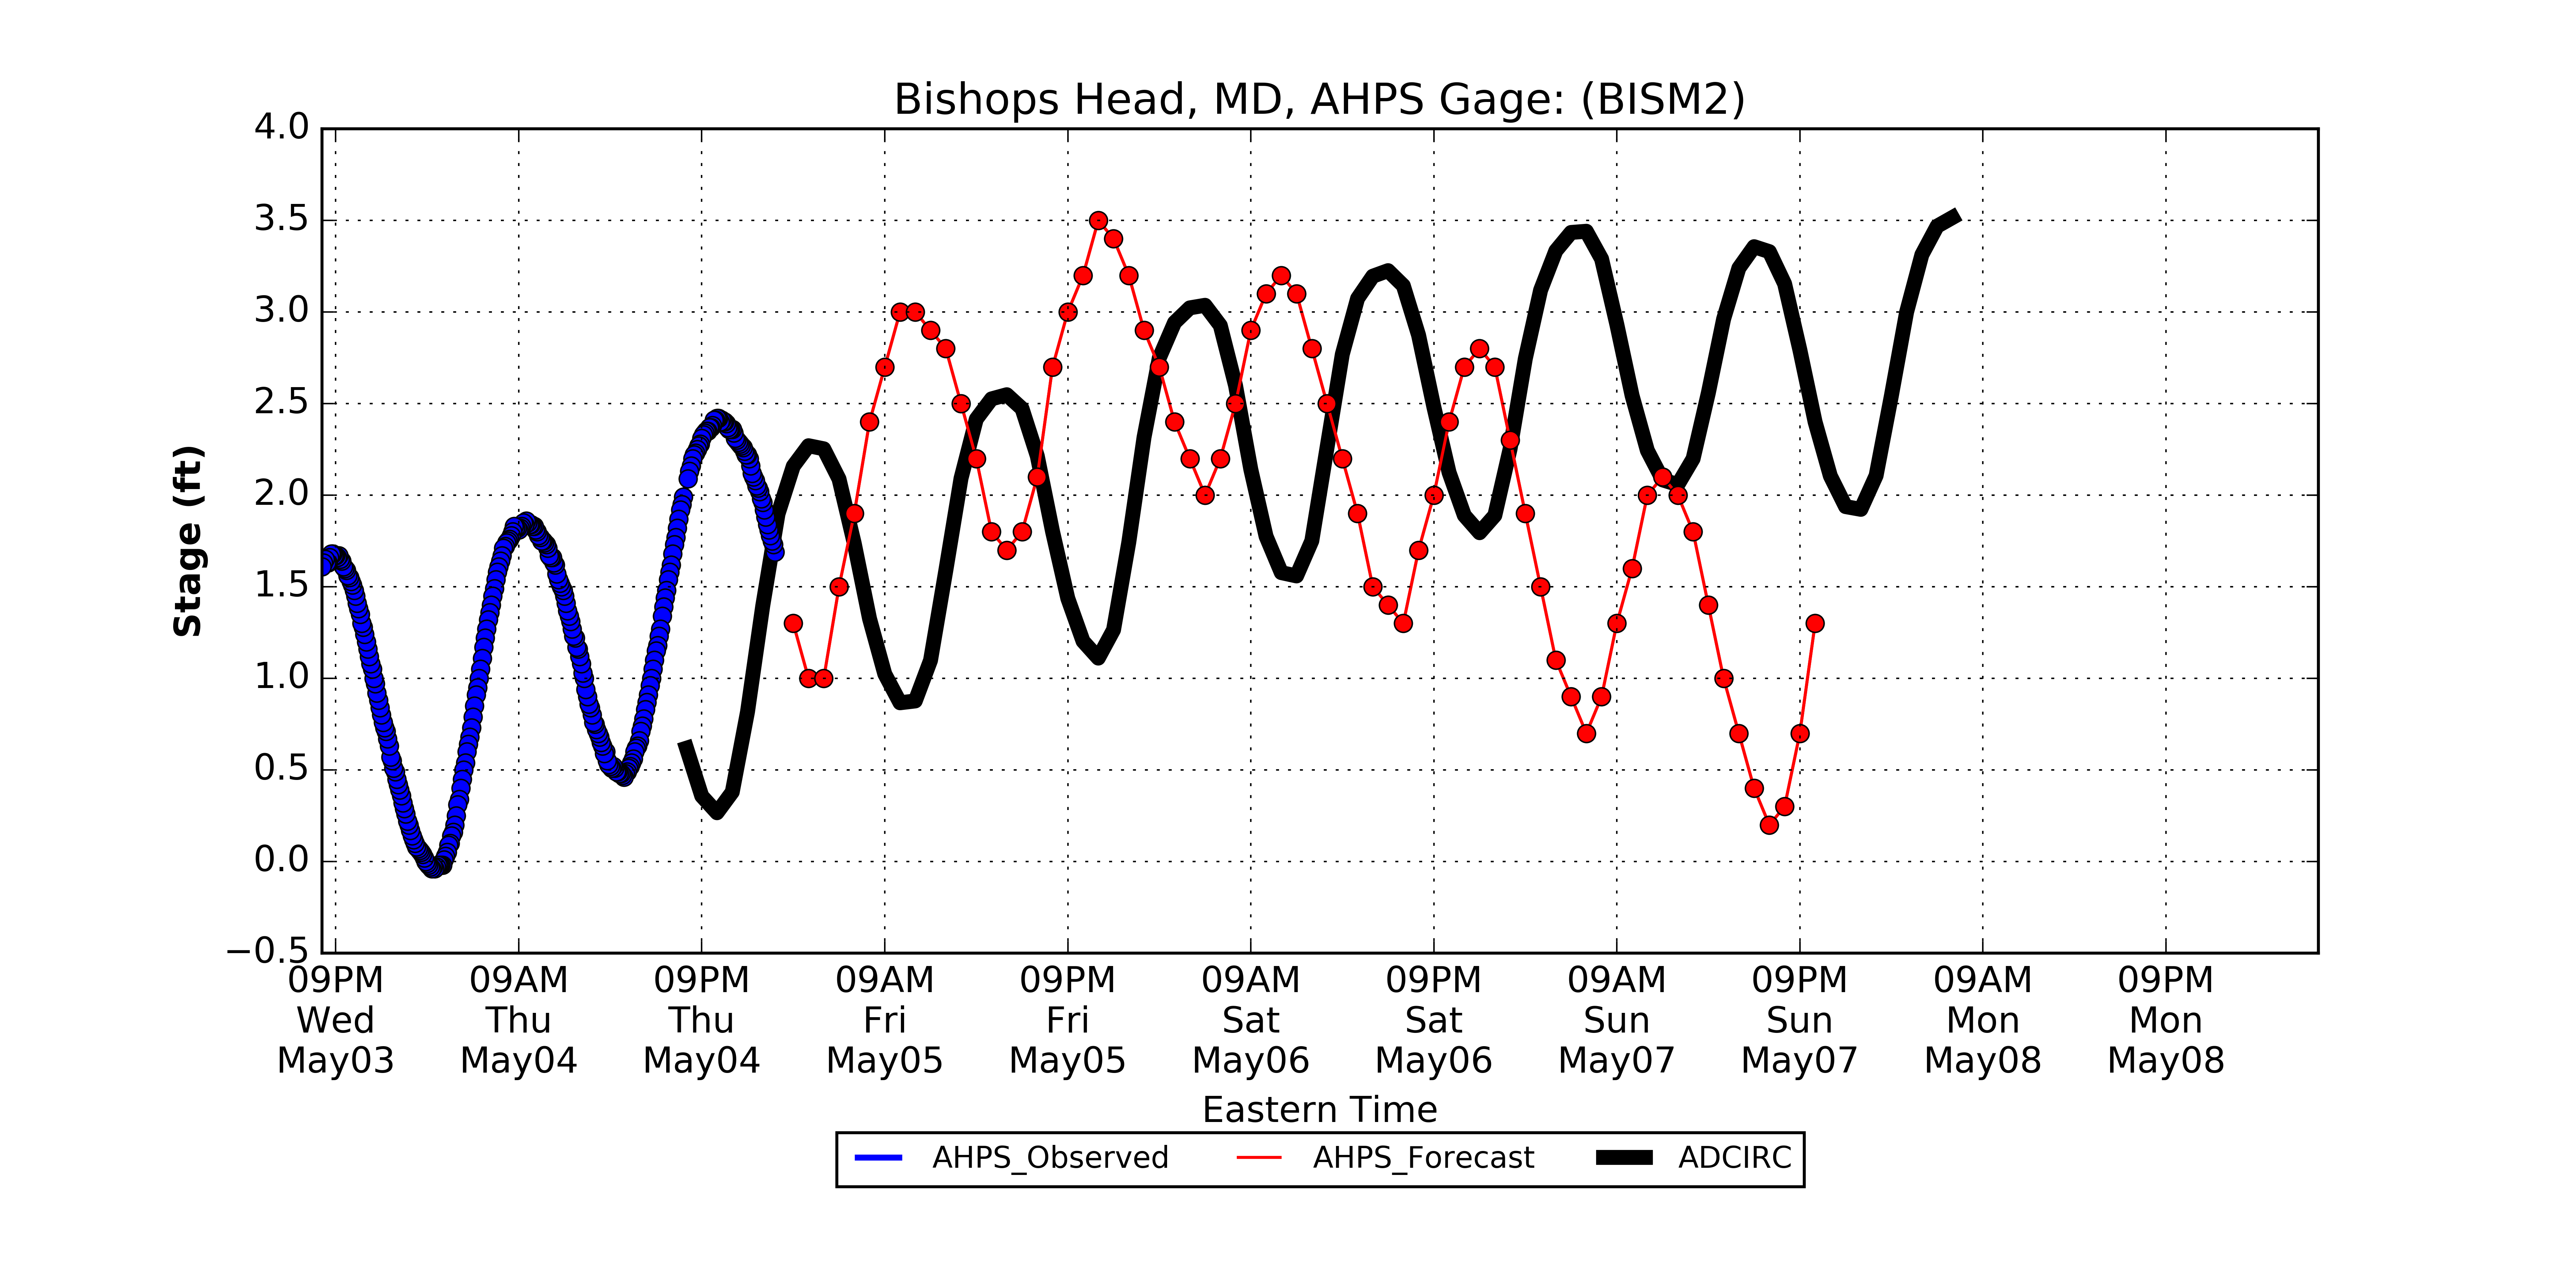 Bishops Head, MD, AHPS Gage: (BISM2)
4.0
3.5
3.0
2.5
2.0
1.5
1.0
0.5
0.0
−0.5
Stage (ft)
09PM 09AM 09PM 09AM 09PM 09AM 09PM 09AM 09PM 09AM 09PM
Wed Thu Thu Fri Fri Sat Sat Sun Sun Mon Mon
May03 May04 May04 May05 May05 May06 May06 May07 May07 May08 May08
Eastern Time
AHPS_Observed AHPS_Forecast ADCIRC